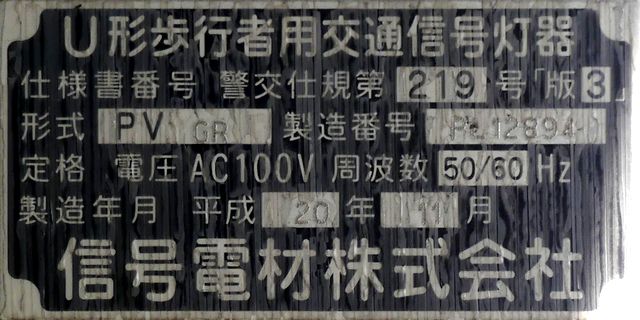 U形歩行者用交通信号灯器
仕様書番号 警交仕規第 219 号「版3」
形式 PV GR 製造番号
定格 電圧 AC100V 周波数 50/60 Hz
製造年月 平成 20 年 11 月
信号電材株式会社